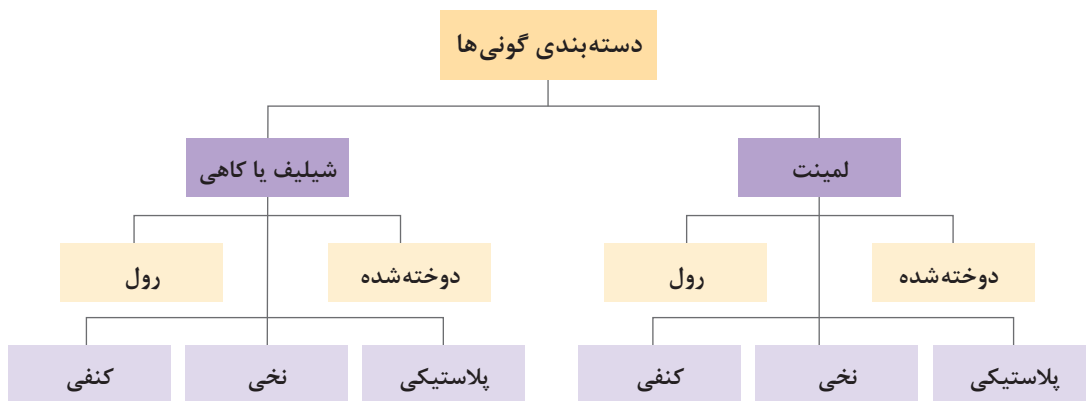 دسته‌بندی گونی‌ها
لمینت
شیلیف یا کاهی
دوخته‌شده
رول
دوخته‌شده
رول
پلاستیکی
نخی
کنفی
پلاستیکی
نخی
کنفی